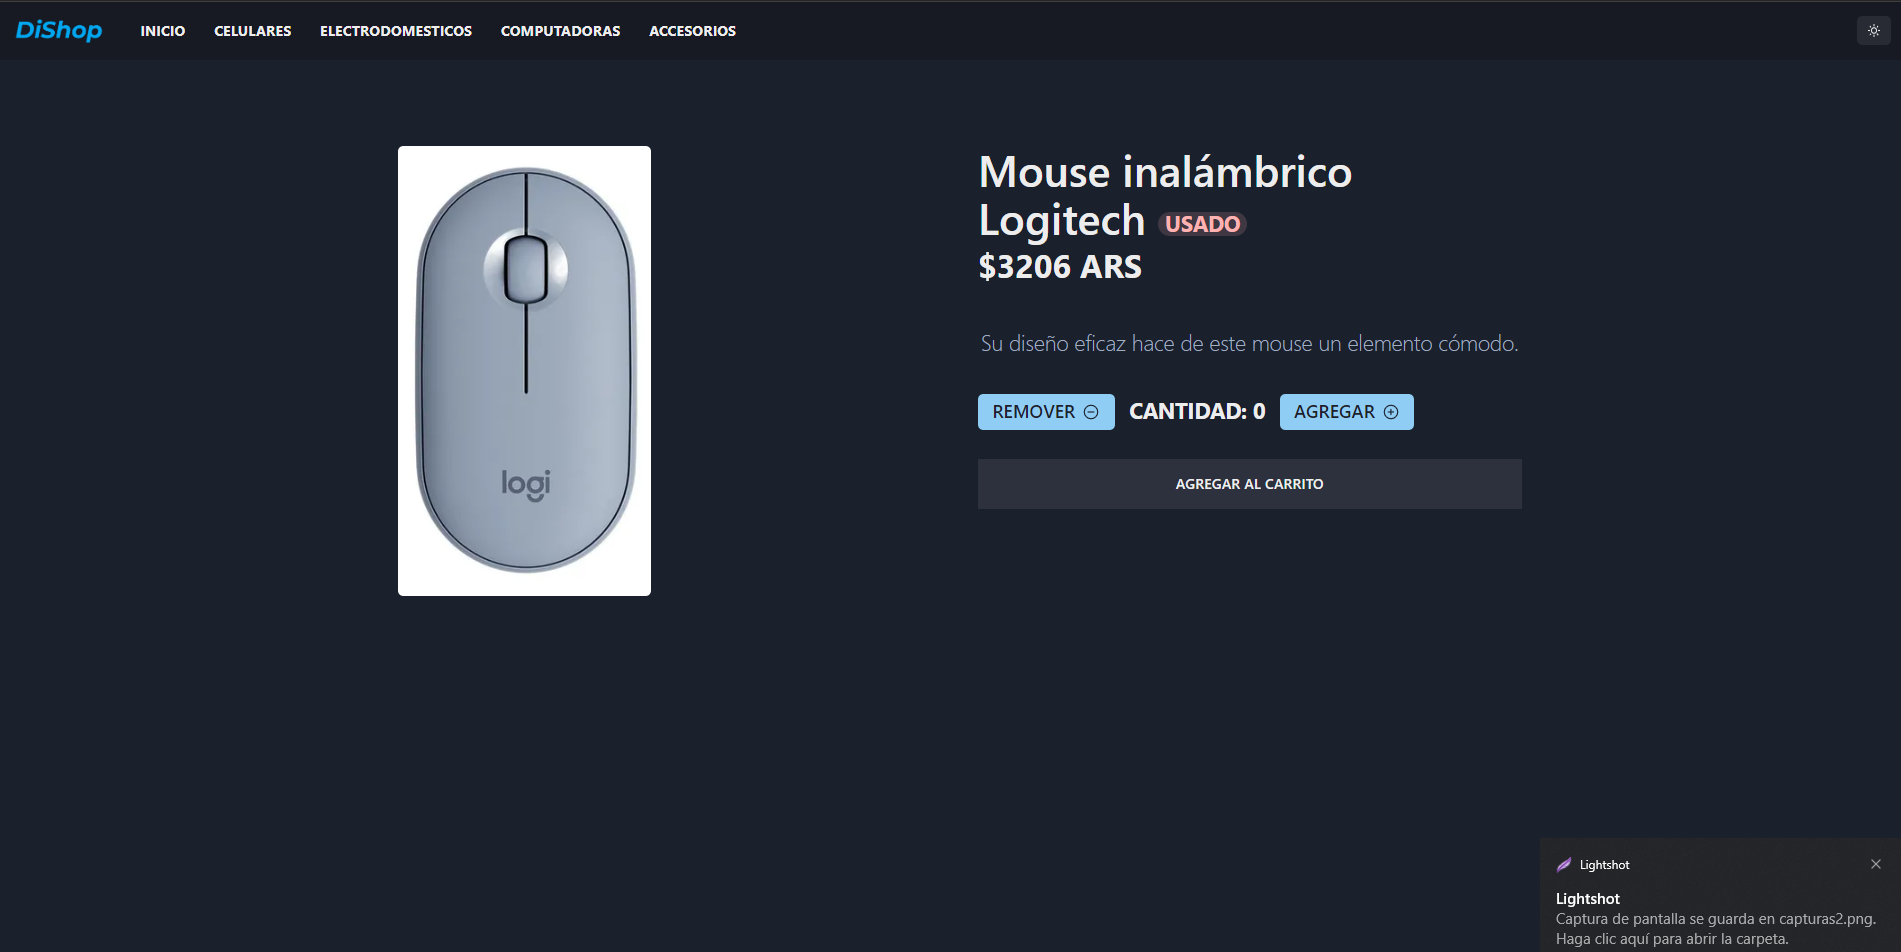 DiShop INICIO CELULARES ELECTRODOMESTICOS COMPUTADORAS ACCESORIOS
logi
Mouse inalámbrico
Logitech USADO
$3206 ARS
Su diseño eficaz hace de este mouse un elemento cómodo.
REMOVER CANTIDAD: 0 AGREGAR
AGREGAR AL CARRITO
Lightshot
Lightshot
Captura de pantalla se guarda en capturas2.png.
Haga clic aquí para abrir la carpeta.